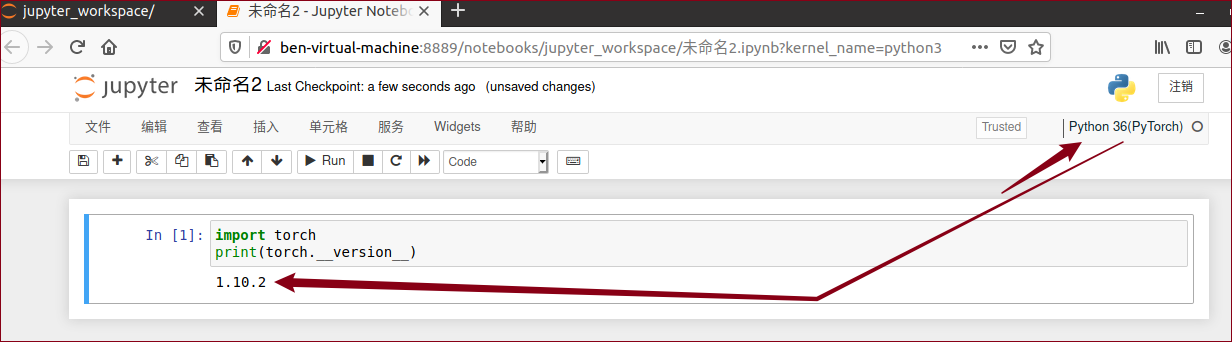 jupyter_workspace/
未命名2 - Jupyter Notebo
ben-virtual-machine:8889/notebooks/jupyter_workspace/未命名2.ipynb?kernel_name=python3
jupyter 未命名2 Last Checkpoint: a few seconds ago (unsaved changes)
注销
文件 编辑 查看 插入 单元格 服务 Widgets 帮助
Trusted
Python 36(PyTorch)
Run
Code
In [1]: import torch
print(torch.__version__)
1.10.2